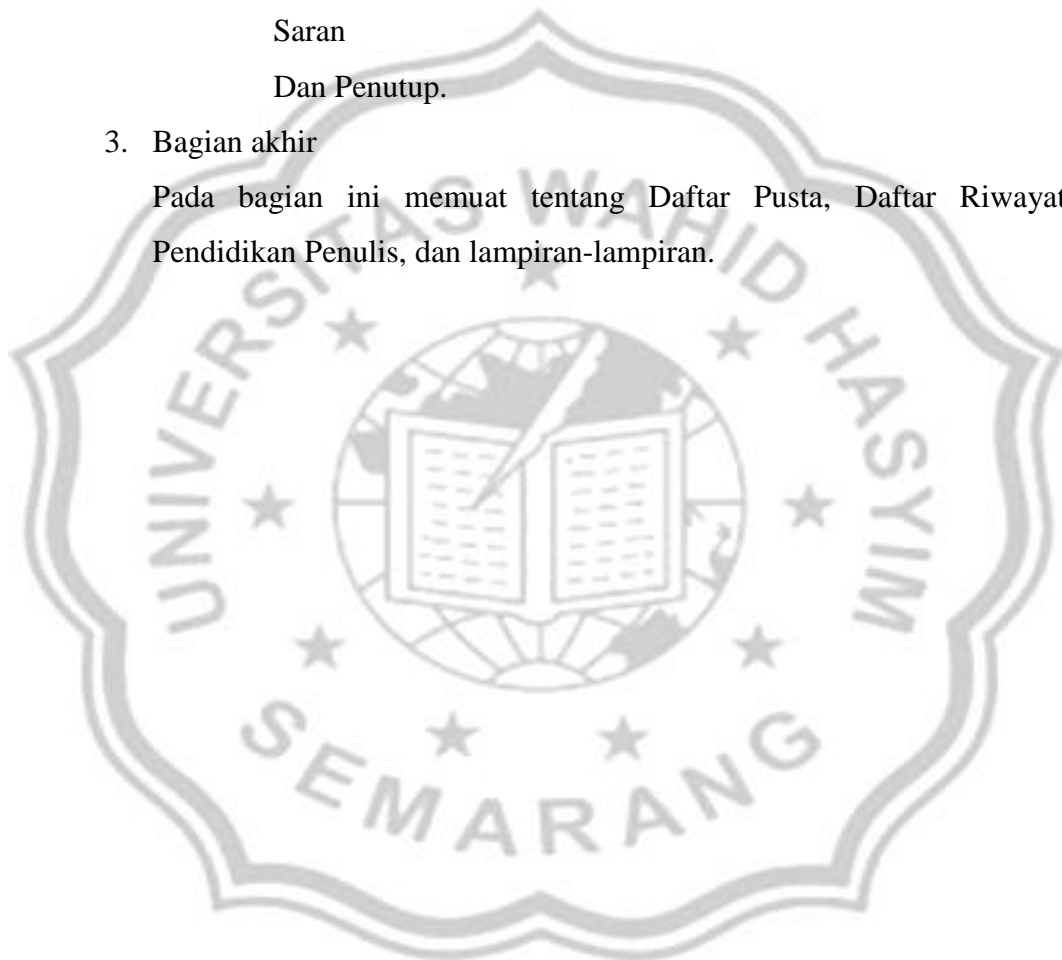 Saran
Dan Penutup.
3. Bagian akhir
Pada bagian ini memuat tentang Daftar Pusta, Daftar Riwayat
Pendidikan Penulis, dan lampiran-lampiran.
UNIVERSITAS WAHID HASYIM
SEMARANG